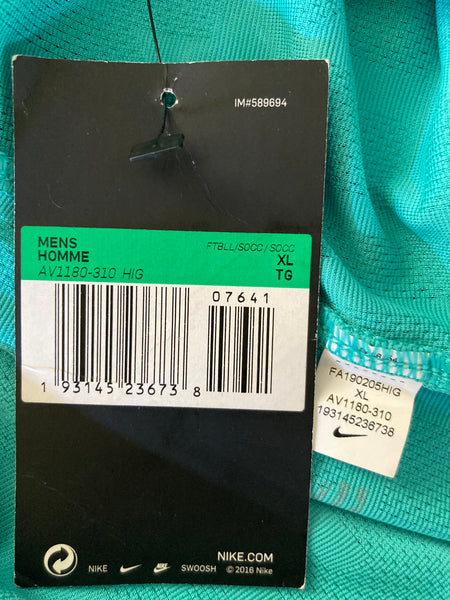 IM#589694
MENS
HOMME
FTBLL/SOCC/SOCC
XL
AV1180-310 HIG
TG
07641
1 93145 23673 8
FA190205HIG
XL
AV1180-310
193145236738
NIKE.COM
NIKE
SWOOSH
© 2016 Nike